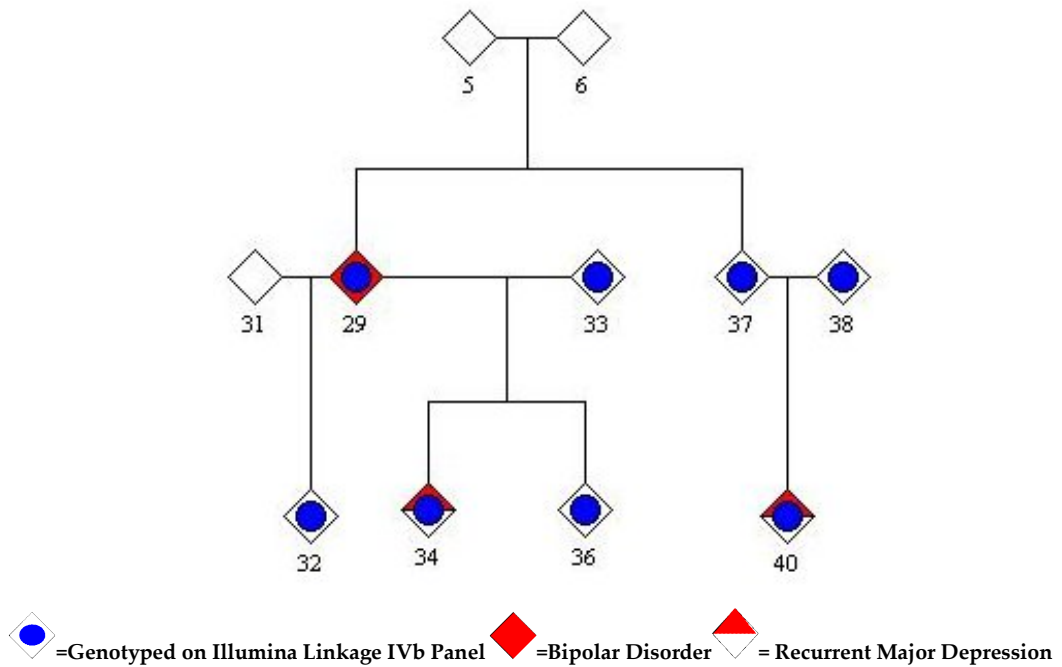 5 6
31 29 33 37 38
32 34 36 40
=Genotyped on Illumina Linkage IVb Panel =Bipolar Disorder = Recurrent Major Depression